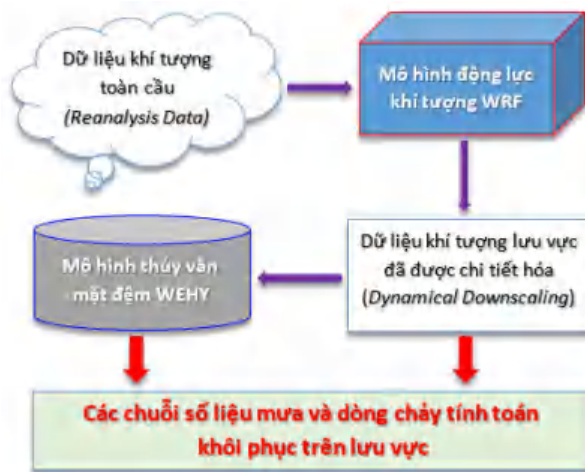 Dữ liệu khí tượng
toàn cầu
(Reanalysis Data)
Mô hình động lực
khí tượng WRF
Dữ liệu khí tượng lưu vực
đã được chi tiết hóa
(Dynamical Downscaling)
Mô hình thủy văn
mặt đệm WEHY
Các chuỗi số liệu mưa và dòng chảy tính toán
khôi phục trên lưu vực